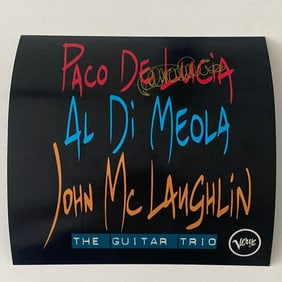 PACO DE LUCIA
AL DI MEOLA
JOHN MCLAUGHLIN
THE GUITAR TRIO
Verve